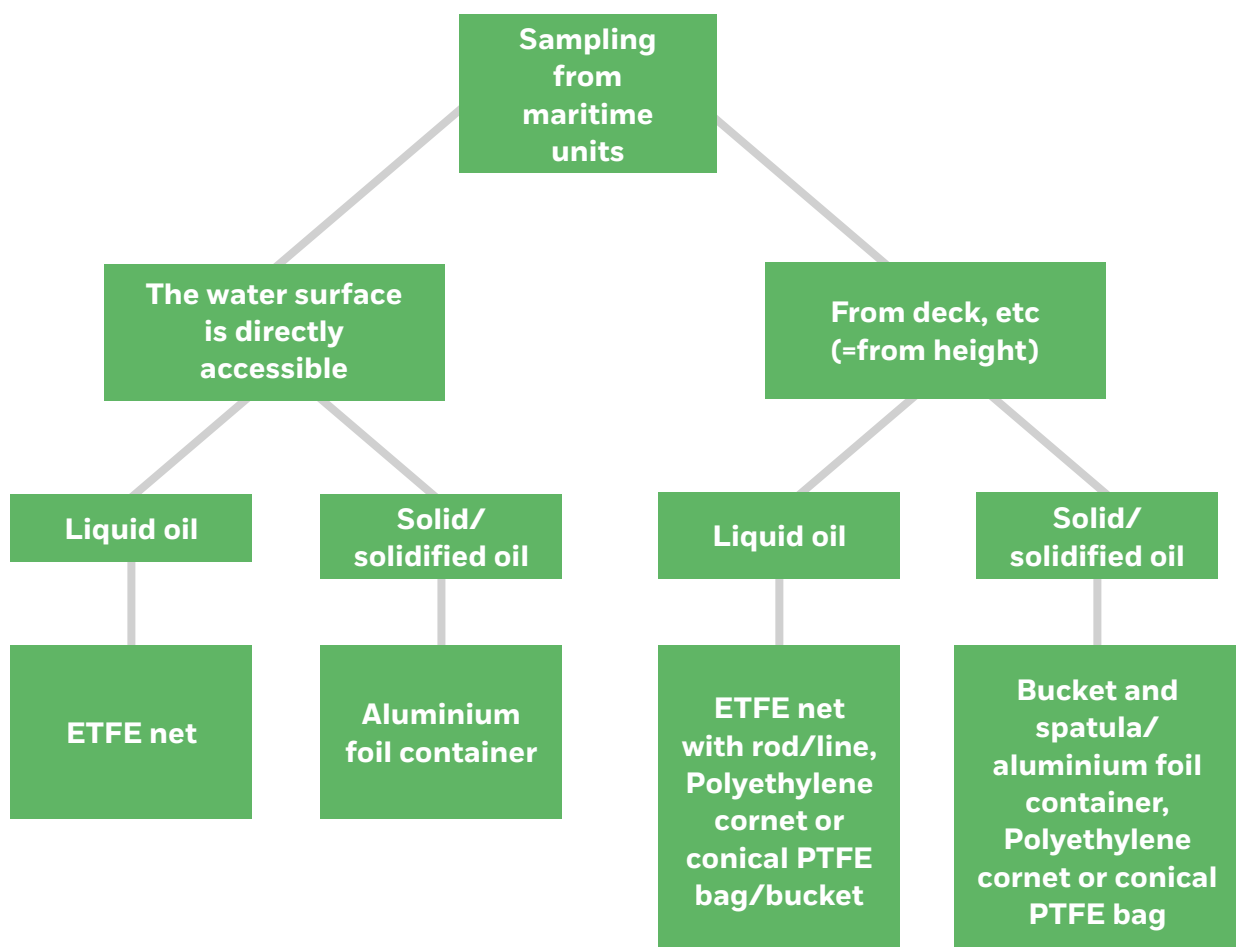 Sampling
from
maritime
units
The water surface
is directly
accessible
From deck, etc
(=from height)
Liquid oil
Solid/
solidified oil
Liquid oil
Solid/
solidified oil
ETFE net
Aluminium
foil container
ETFE net
with rod/line,
Polyethylene
cornet or
conical PTFE
bag/bucket
Bucket and
spatula/
aluminium foil
container,
Polyethylene
cornet or conical
PTFE bag